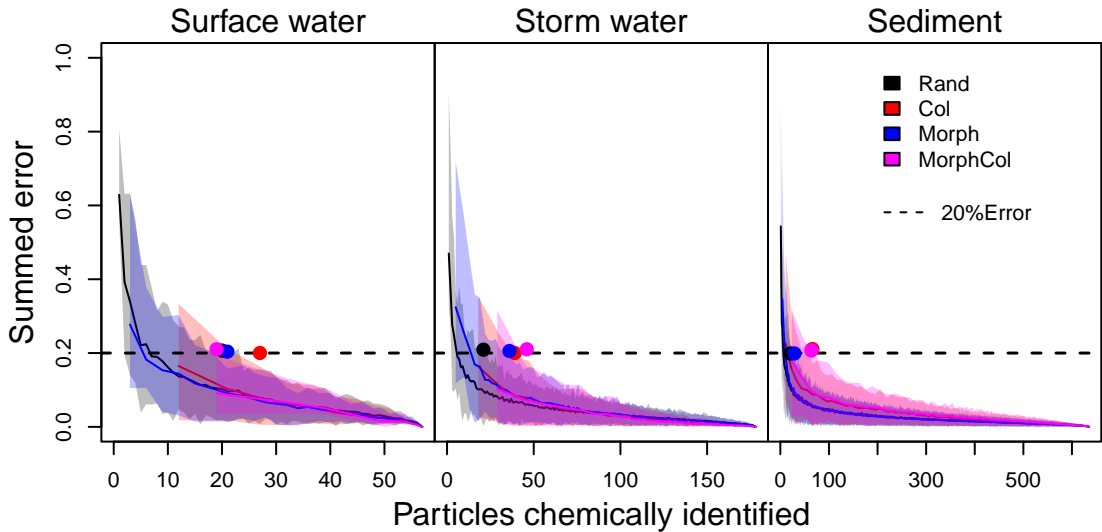 Surface water
Storm water
Sediment
Summed error
1.0
0.8
0.6
0.4
0.2
0.0
Rand
Col
Morph
MorphCol
20%Error
0 10 20 30 40 50
0 50 100 150
0 100 300 500
Particles chemically identified